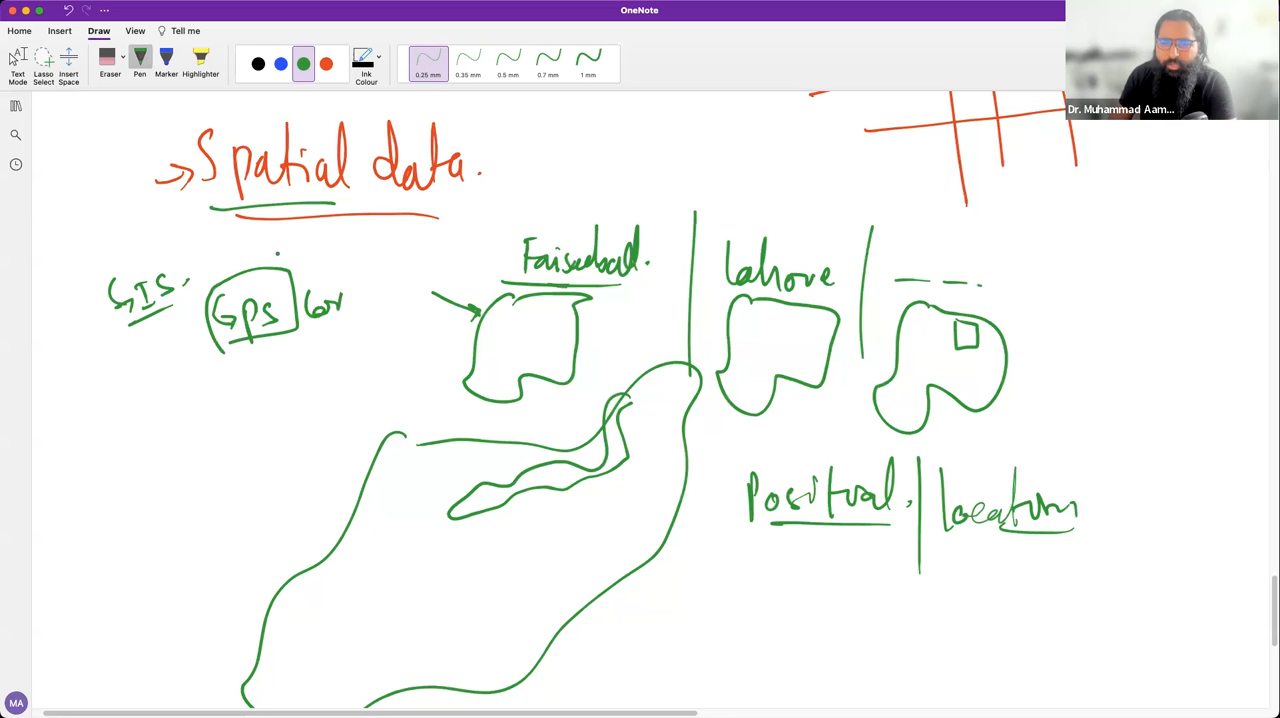 OneNote
Home Insert Draw View Tell me
Text Mode
Lasso Select
Insert Space
Eraser
Pen
Marker
Highlighter
Ink Colour
0.25 mm
0.35 mm
0.5 mm
0.7 mm
1 mm
Dr. Muhammad Aam...
→ Spatial data.
Faisabad.
Lahore
GIS.
GPS
Positual.
Location
MA